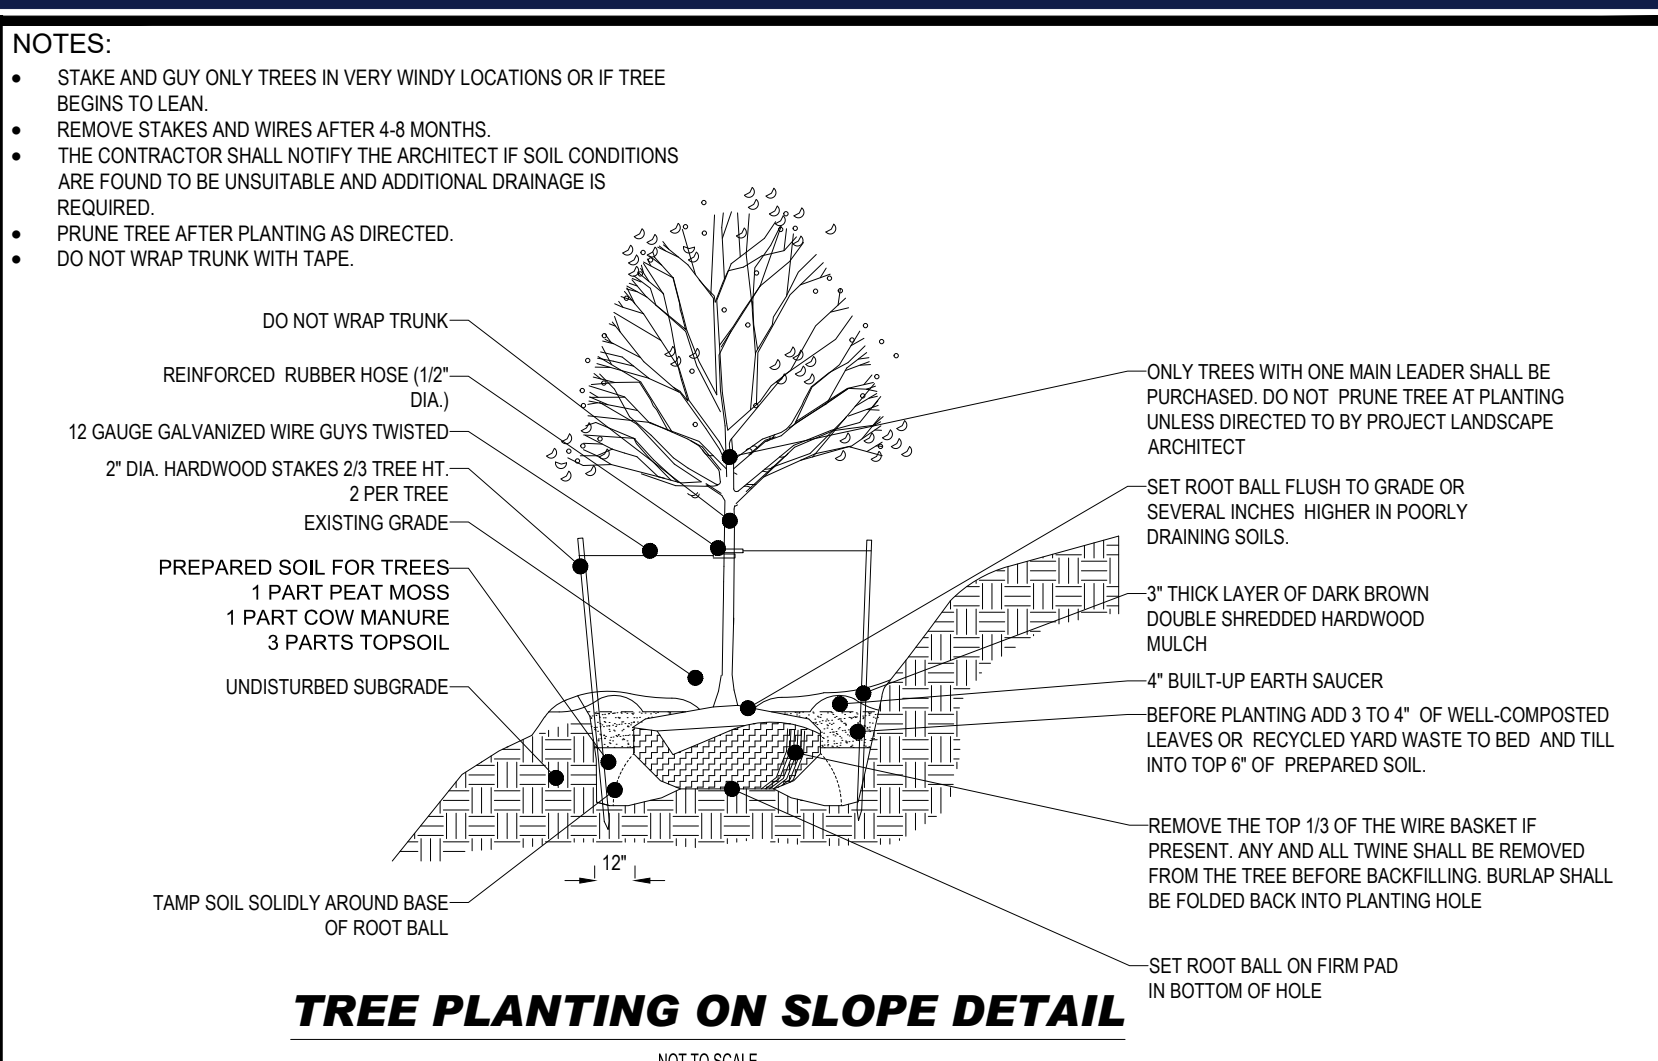 NOTES:
• STAKE AND GUY ONLY TREES IN VERY WINDY LOCATIONS OR IF TREE
BEGINS TO LEAN.
• REMOVE STAKES AND WIRES AFTER 4-8 MONTHS.
• THE CONTRACTOR SHALL NOTIFY THE ARCHITECT IF SOIL CONDITIONS
ARE FOUND TO BE UNSUITABLE AND ADDITIONAL DRAINAGE IS
REQUIRED.
• PRUNE TREE AFTER PLANTING AS DIRECTED.
• DO NOT WRAP TRUNK WITH TAPE.
DO NOT WRAP TRUNK
REINFORCED RUBBER HOSE (1/2"
DIA.)
12 GAUGE GALVANIZED WIRE GUYS TWISTED
2" DIA. HARDWOOD STAKES 2/3 TREE HT.
2 PER TREE
EXISTING GRADE
PREPARED SOIL FOR TREES
1 PART PEAT MOSS
1 PART COW MANURE
3 PARTS TOPSOIL
UNDISTURBED SUBGRADE
TAMP SOIL SOLIDLY AROUND BASE
OF ROOT BALL
12"
ONLY TREES WITH ONE MAIN LEADER SHALL BE
PURCHASED. DO NOT PRUNE TREE AT PLANTING
UNLESS DIRECTED TO BY PROJECT LANDSCAPE
ARCHITECT
SET ROOT BALL FLUSH TO GRADE OR
SEVERAL INCHES HIGHER IN POORLY
DRAINING SOILS.
3" THICK LAYER OF DARK BROWN
DOUBLE SHREDDED HARDWOOD
MULCH
4" BUILT-UP EARTH SAUCER
BEFORE PLANTING ADD 3 TO 4" OF WELL-COMPOSTED
LEAVES OR RECYCLED YARD WASTE TO BED AND TILL
INTO TOP 6" OF PREPARED SOIL.
REMOVE THE TOP 1/3 OF THE WIRE BASKET IF
PRESENT. ANY AND ALL TWINE SHALL BE REMOVED
FROM THE TREE BEFORE BACKFILLING. BURLAP SHALL
BE FOLDED BACK INTO PLANTING HOLE
SET ROOT BALL ON FIRM PAD
IN BOTTOM OF HOLE
TREE PLANTING ON SLOPE DETAIL
NOT TO SCALE